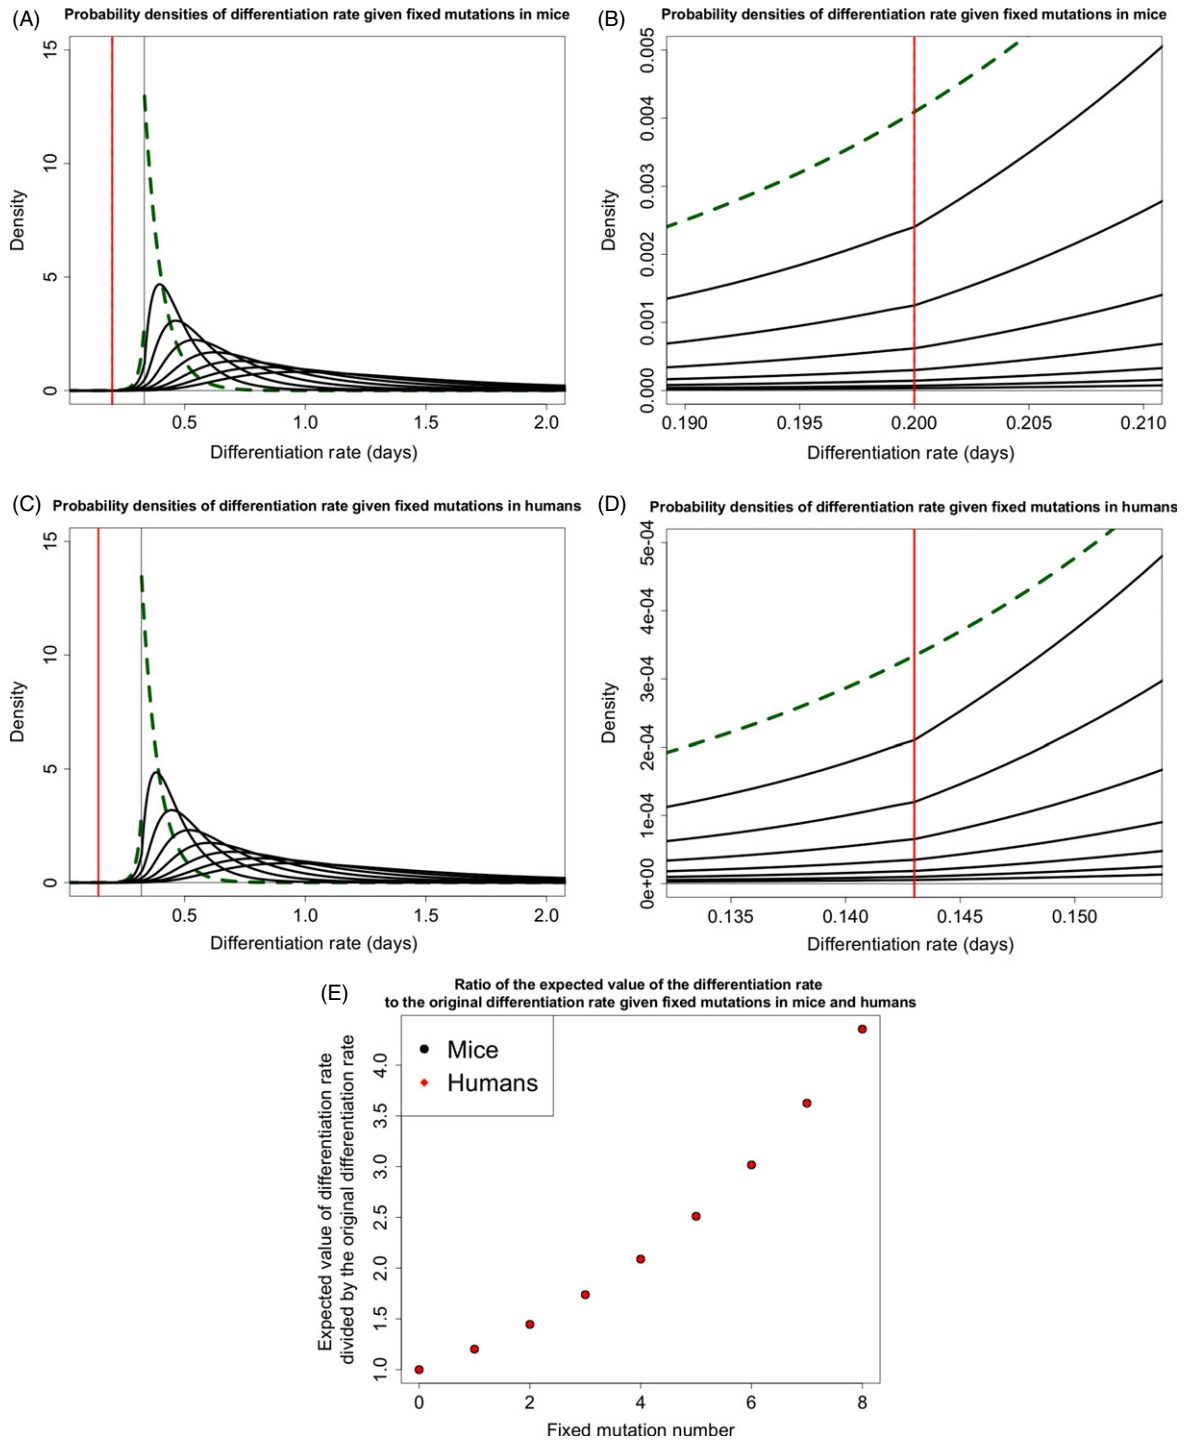 (A) Probability densities of differentiation rate given fixed mutations in mice
15
10
5
0
Density
0.5 1.0 1.5 2.0
Differentiation rate (days)
(B) Probability densities of differentiation rate given fixed mutations in mice
0.005
0.004
0.003
0.002
0.001
0.000
Density
0.190 0.195 0.200 0.205 0.210
Differentiation rate (days)
(C) Probability densities of differentiation rate given fixed mutations in humans
15
10
5
0
Density
0.5 1.0 1.5 2.0
Differentiation rate (days)
(D) Probability densities of differentiation rate given fixed mutations in humans
5e-04
4e-04
3e-04
2e-04
1e-04
0e+00
Density
0.135 0.140 0.145 0.150
Differentiation rate (days)
(E) Ratio of the expected value of the differentiation rate
to the original differentiation rate given fixed mutations in mice and humans
Mice
Humans
4.0
3.5
3.0
2.5
2.0
1.5
1.0
Expected value of differentiation rate
divided by the original differentiation rate
0 2 4 6 8
Fixed mutation number